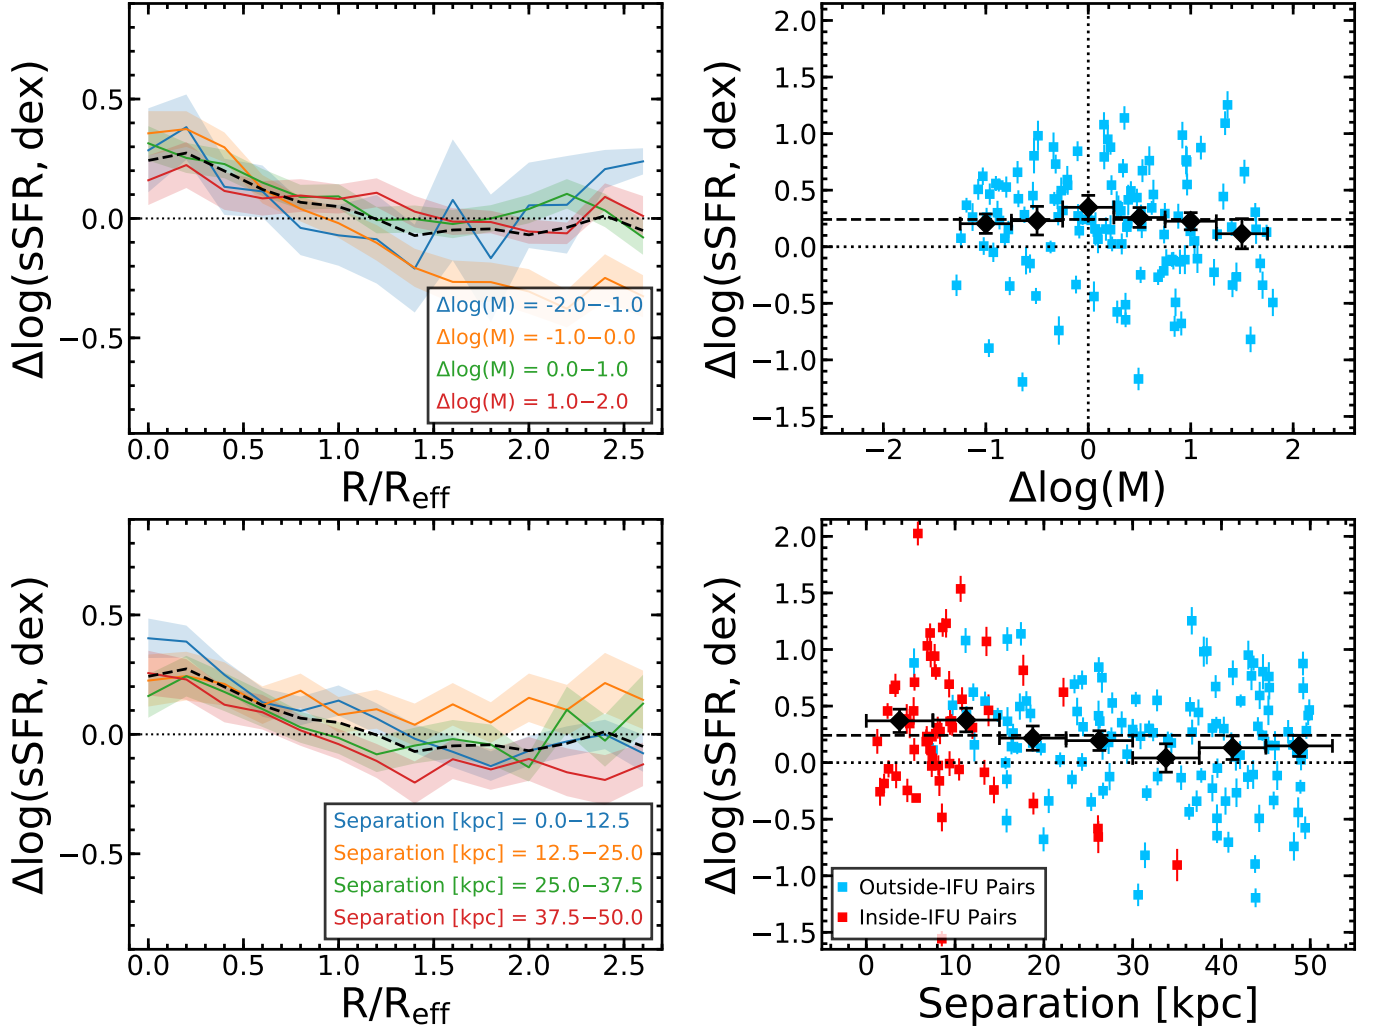 Δlog(sSFR, dex)
0.5
0.0
−0.5
0.0 0.5 1.0 1.5 2.0 2.5
R/R_eff
Δlog(M) = -2.0−-1.0
Δlog(M) = -1.0−0.0
Δlog(M) = 0.0−1.0
Δlog(M) = 1.0−2.0
Δlog(sSFR, dex)
2.0
1.5
1.0
0.5
0.0
−0.5
−1.0
−1.5
−2 −1 0 1 2
Δlog(M)
Δlog(sSFR, dex)
0.5
0.0
−0.5
0.0 0.5 1.0 1.5 2.0 2.5
R/R_eff
Separation [kpc] = 0.0−12.5
Separation [kpc] = 12.5−25.0
Separation [kpc] = 25.0−37.5
Separation [kpc] = 37.5−50.0
Δlog(sSFR, dex)
2.0
1.5
1.0
0.5
0.0
−0.5
−1.0
−1.5
0 10 20 30 40 50
Separation [kpc]
Outside-IFU Pairs
Inside-IFU Pairs